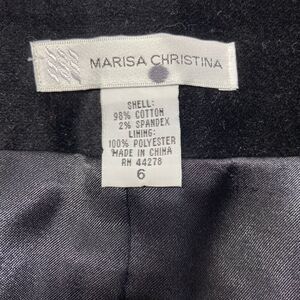 MARISA CHRISTINA
SHELL:
98% COTTON
2% SPANDEX
LINING:
100% POLYESTER
MADE IN CHINA
RN 44278
6